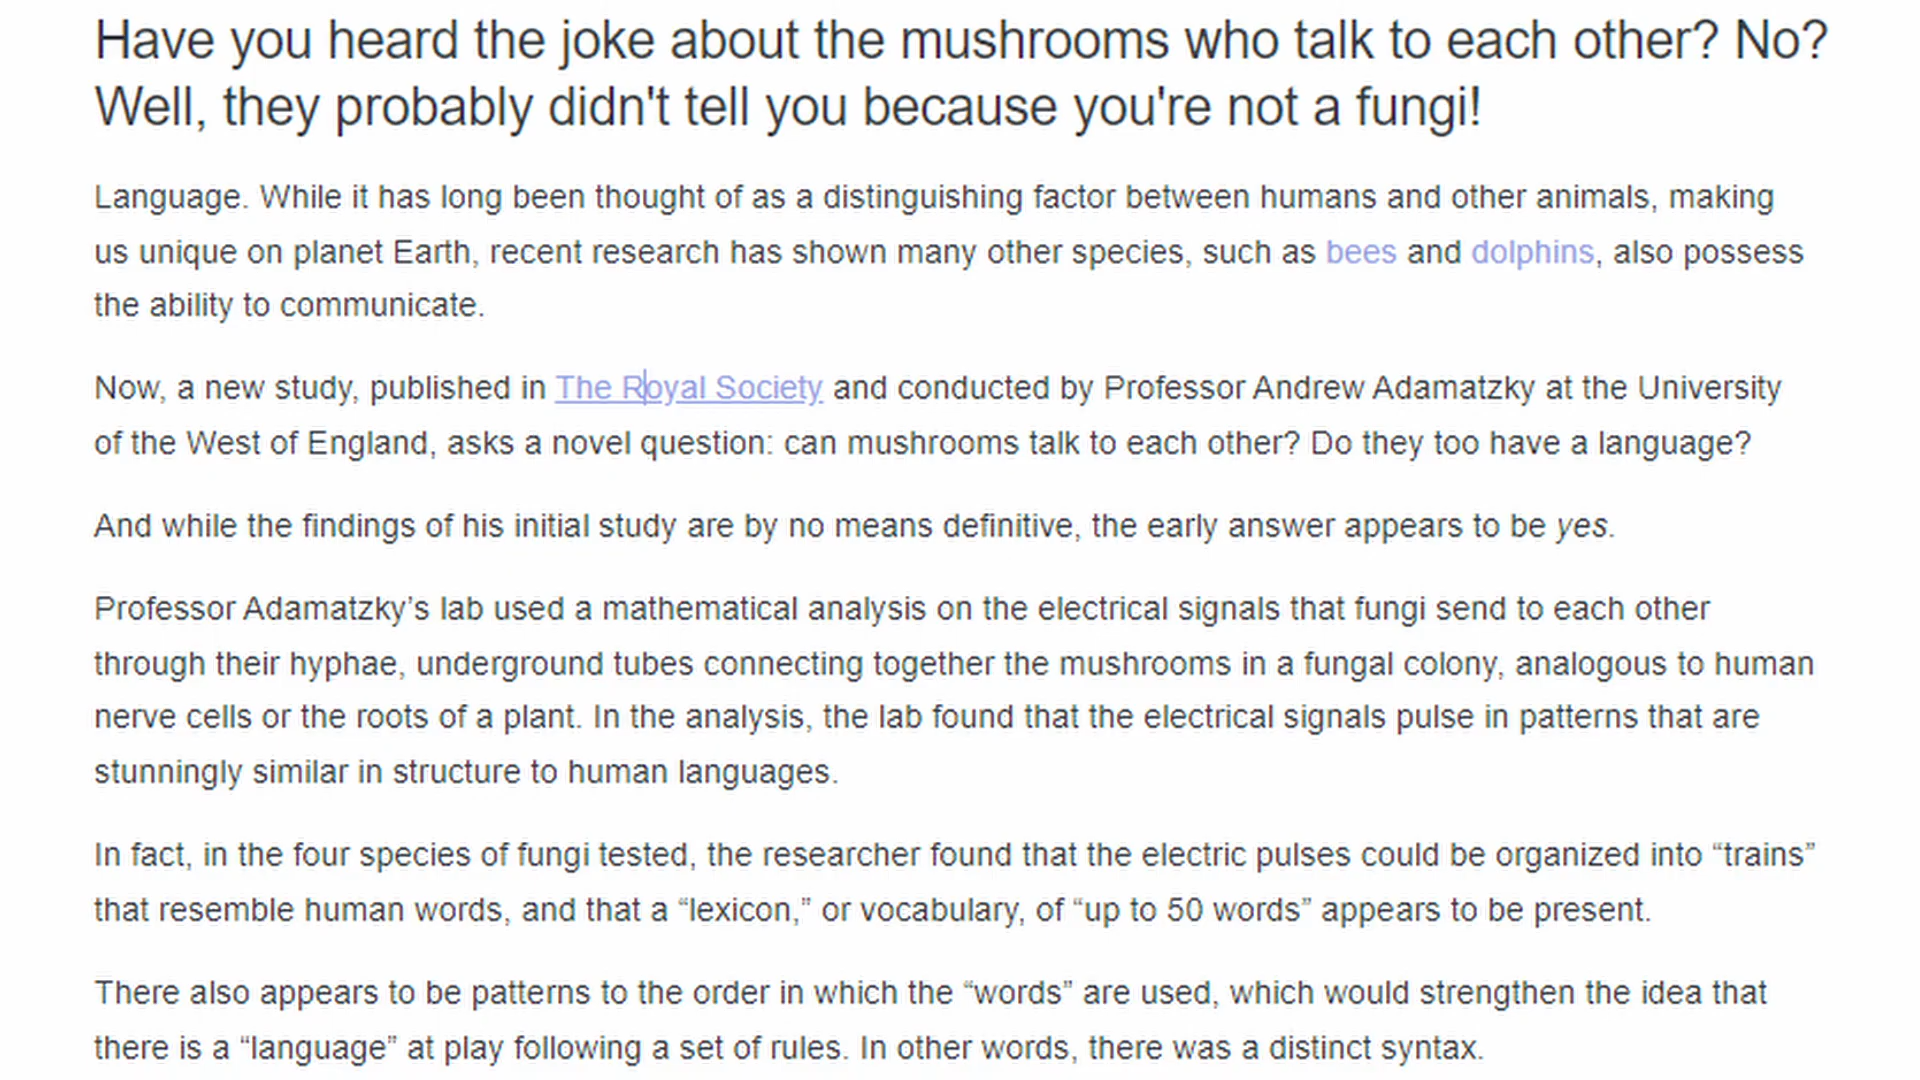 Have you heard the joke about the mushrooms who talk to each other? No?
Well, they probably didn't tell you because you're not a fungi!
Language. While it has long been thought of as a distinguishing factor between humans and other animals, making
us unique on planet Earth, recent research has shown many other species, such as bees and dolphins, also possess
the ability to communicate.
Now, a new study, published in The Royal Society and conducted by Professor Andrew Adamatzky at the University
of the West of England, asks a novel question: can mushrooms talk to each other? Do they too have a language?
And while the findings of his initial study are by no means definitive, the early answer appears to be yes.
Professor Adamatzky’s lab used a mathematical analysis on the electrical signals that fungi send to each other
through their hyphae, underground tubes connecting together the mushrooms in a fungal colony, analogous to human
nerve cells or the roots of a plant. In the analysis, the lab found that the electrical signals pulse in patterns that are
stunningly similar in structure to human languages.
In fact, in the four species of fungi tested, the researcher found that the electric pulses could be organized into “trains”
that resemble human words, and that a “lexicon,” or vocabulary, of “up to 50 words” appears to be present.
There also appears to be patterns to the order in which the “words” are used, which would strengthen the idea that
there is a “language” at play following a set of rules. In other words, there was a distinct syntax.